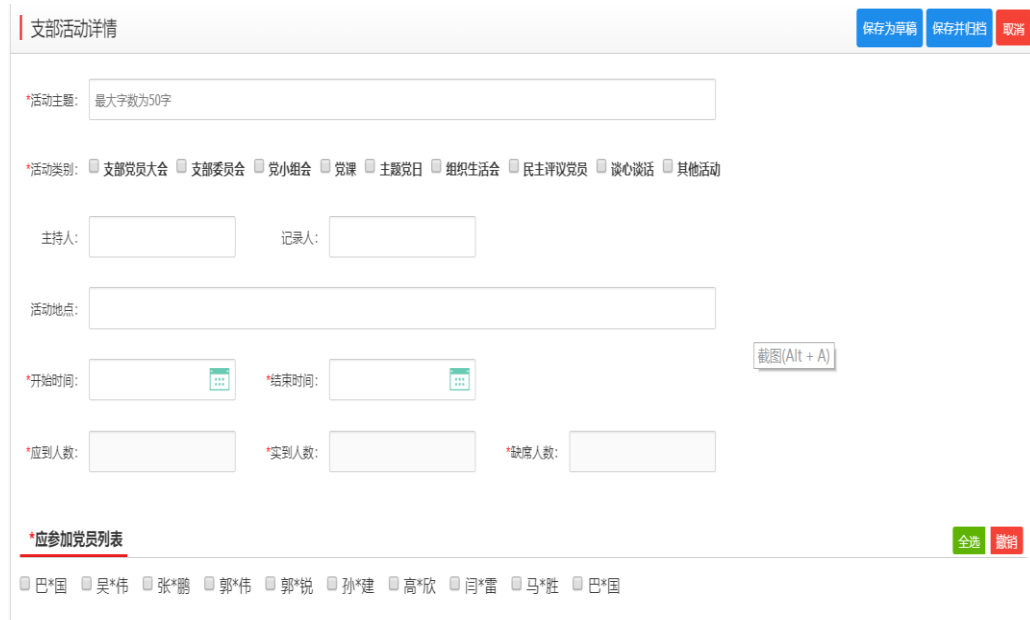 支部活动详情 保存为草稿 保存并归档 取消
*活动主题: 最大字数为50字
*活动类别: 支部党员大会 支部委员会 党小组会 党课 主题党日 组织生活会 民主评议党员 谈心谈话 其他活动
主持人: 记录人:
活动地点:
截图(Alt + A)
*开始时间: *结束时间:
*应到人数: *实到人数: *缺席人数:
*应参加党员列表 全选 撤销
巴*国 吴*伟 张*鹏 郭*伟 郭*锐 孙*建 高*欣 闫*雷 马*胜 巴*国